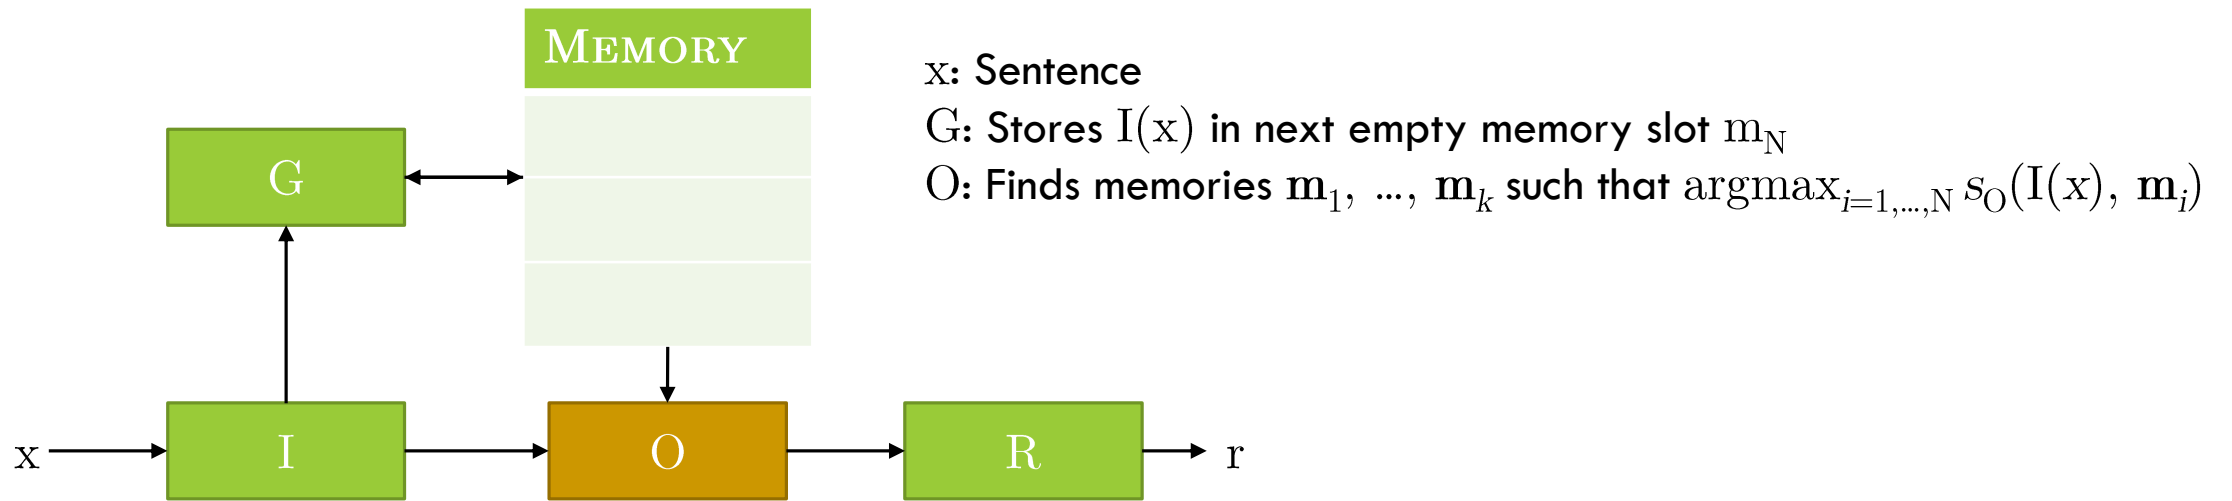 MEMORY
x: Sentence
G: Stores I(x) in next empty memory slot m_N
O: Finds memories m_1, …, m_k such that argmax_{i=1,…,N} s_O(I(x), m_i)
G
x
I
O
R
r